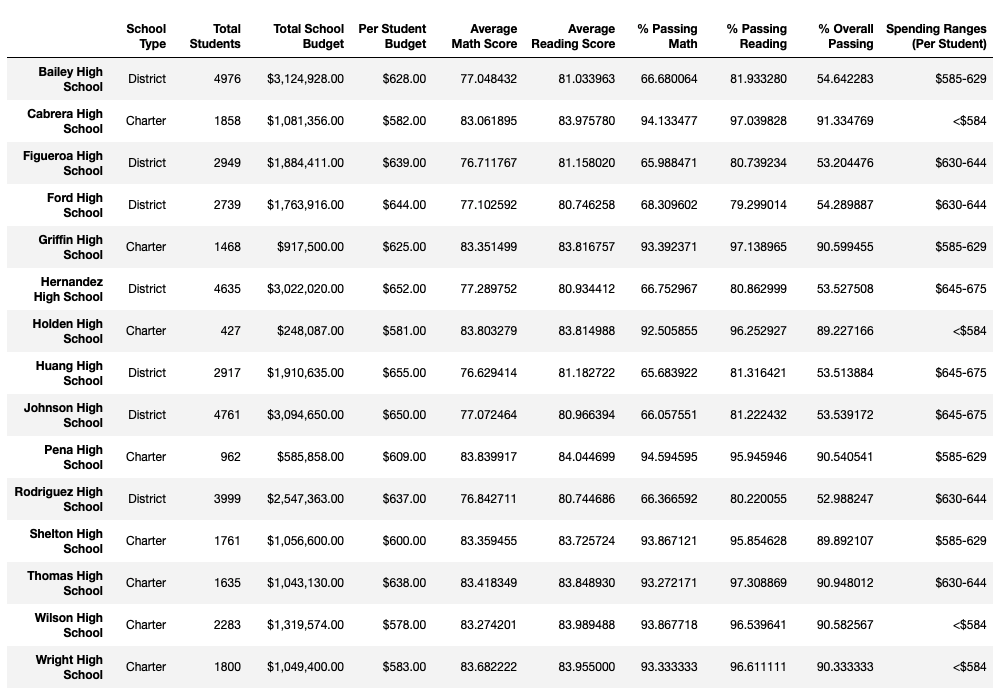 School Type Total Students Total School Budget Per Student Budget Average Math Score Average Reading Score % Passing Math % Passing Reading % Overall Passing Spending Ranges (Per Student)
Bailey High School District 4976 $3,124,928.00 $628.00 77.048432 81.033963 66.680064 81.933280 54.642283 $585-629
Cabrera High School Charter 1858 $1,081,356.00 $582.00 83.061895 83.975780 94.133477 97.039828 91.334769 <$584
Figueroa High School District 2949 $1,884,411.00 $639.00 76.711767 81.158020 65.988471 80.739234 53.204476 $630-644
Ford High School District 2739 $1,763,916.00 $644.00 77.102592 80.746258 68.309602 79.299014 54.289887 $630-644
Griffin High School Charter 1468 $917,500.00 $625.00 83.351499 83.816757 93.392371 97.138965 90.599455 $585-629
Hernandez High School District 4635 $3,022,020.00 $652.00 77.289752 80.934412 66.752967 80.862999 53.527508 $645-675
Holden High School Charter 427 $248,087.00 $581.00 83.803279 83.814988 92.505855 96.252927 89.227166 <$584
Huang High School District 2917 $1,910,635.00 $655.00 76.629414 81.182722 65.683922 81.316421 53.513884 $645-675
Johnson High School District 4761 $3,094,650.00 $650.00 77.072464 80.966394 66.057551 81.222432 53.539172 $645-675
Pena High School Charter 962 $585,858.00 $609.00 83.839917 84.044699 94.594595 95.945946 90.540541 $585-629
Rodriguez High School District 3999 $2,547,363.00 $637.00 76.842711 80.744686 66.366592 80.220055 52.988247 $630-644
Shelton High School Charter 1761 $1,056,600.00 $600.00 83.359455 83.725724 93.867121 95.854628 89.892107 $585-629
Thomas High School Charter 1635 $1,043,130.00 $638.00 83.418349 83.848930 93.272171 97.308869 90.948012 $630-644
Wilson High School Charter 2283 $1,319,574.00 $578.00 83.274201 83.989488 93.867718 96.539641 90.582567 <$584
Wright High School Charter 1800 $1,049,400.00 $583.00 83.682222 83.955000 93.333333 96.611111 90.333333 <$584